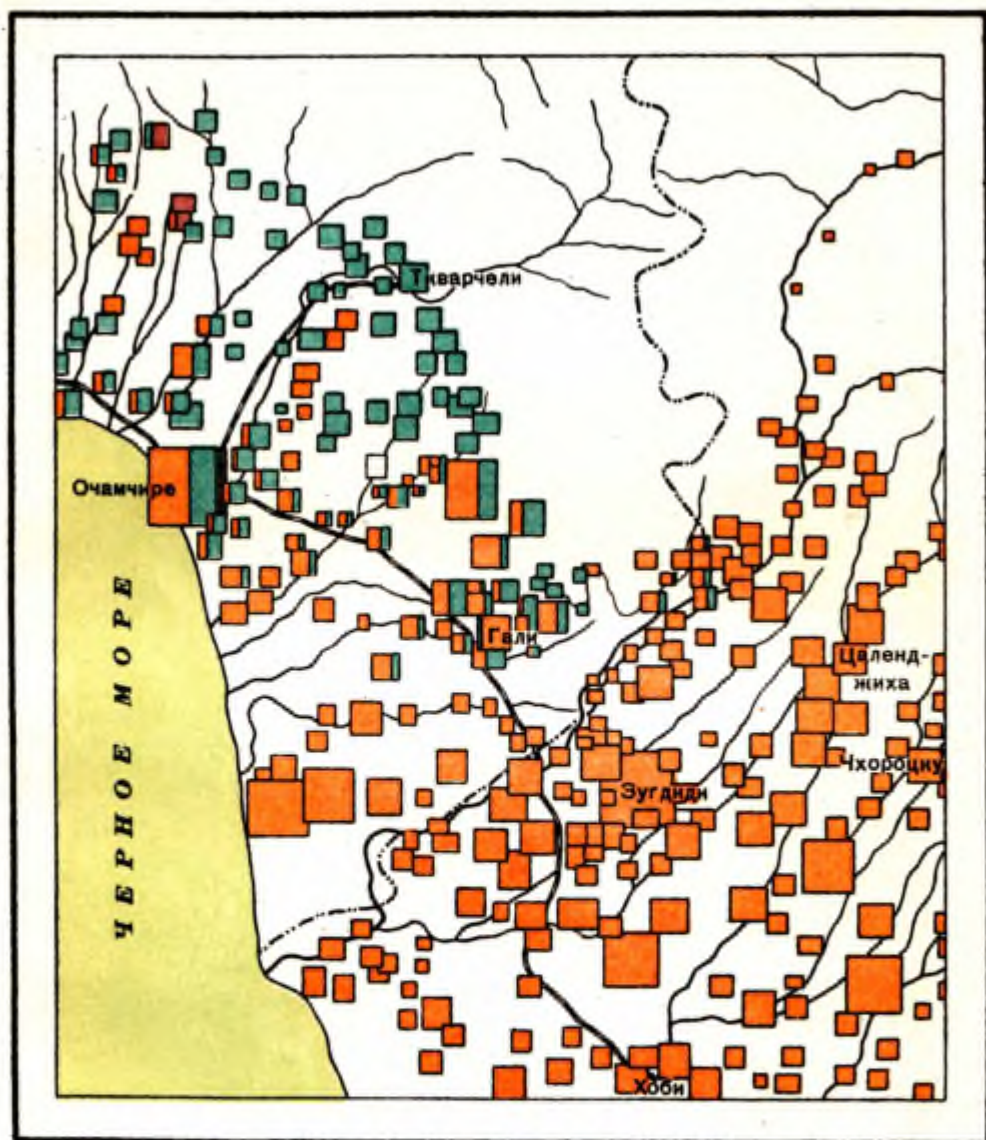 Ткварчели
Очамчире
ЧЕРНОЕ МОРЕ
Гали
Цаленд-
жиха
Чхороцку
Зугдиди
Хоби